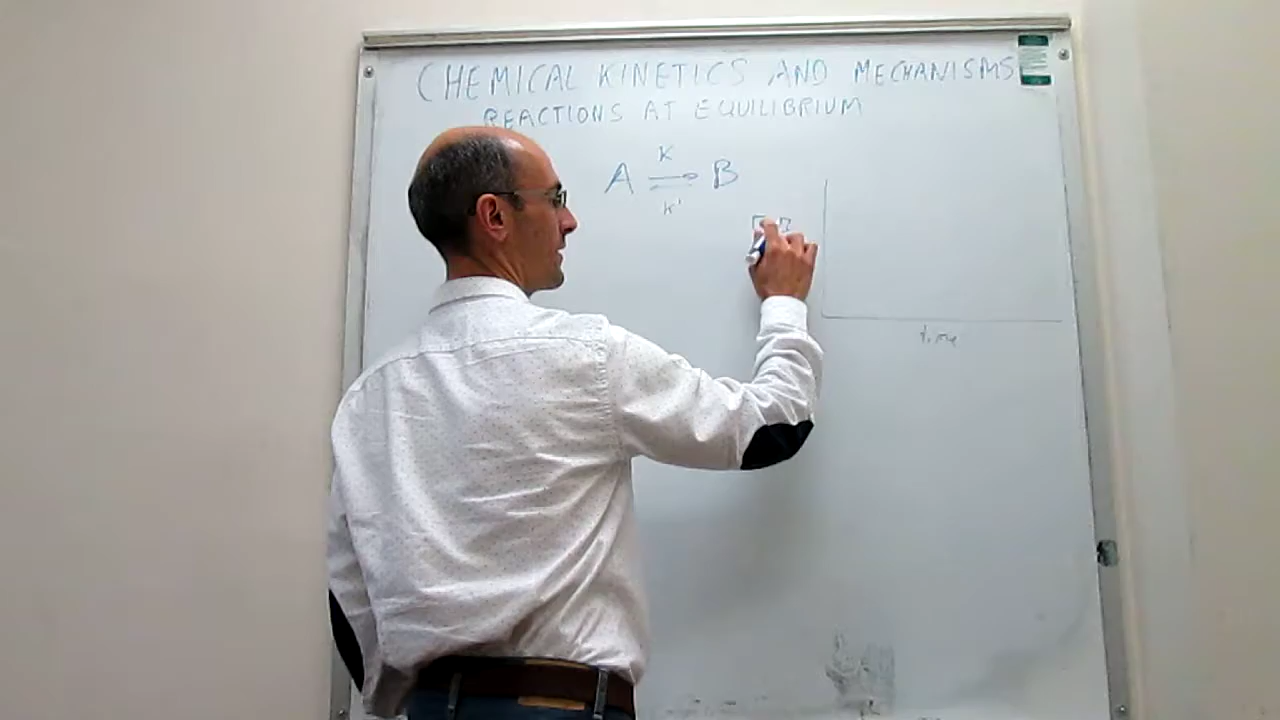 CHEMICAL KINETICS AND MECHANISMS
REACTIONS AT EQUILIBRIUM
K
A ⇌ B
K'
time